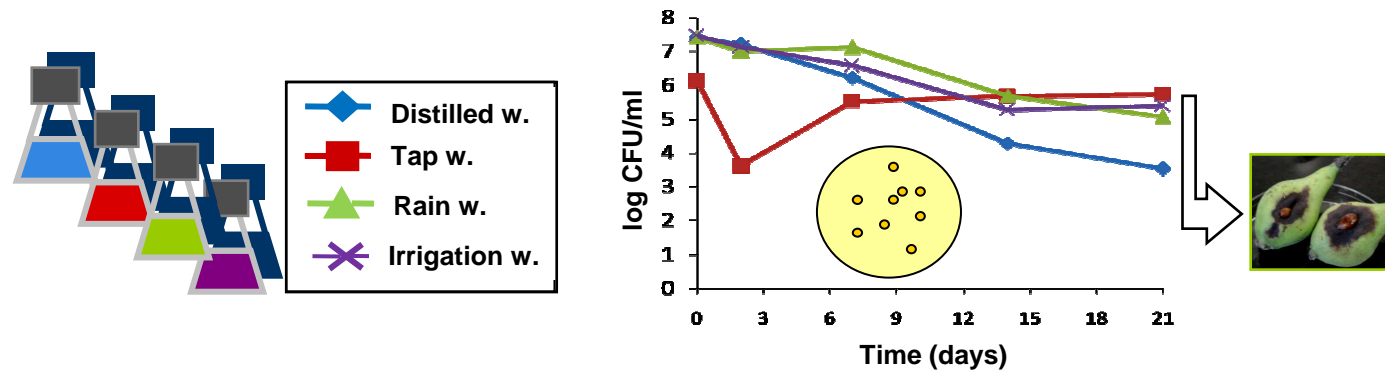 Distilled w.
Tap w.
Rain w.
Irrigation w.
log CFU/ml
8
7
6
5
4
3
2
1
0
0 3 6 9 12 15 18 21
Time (days)